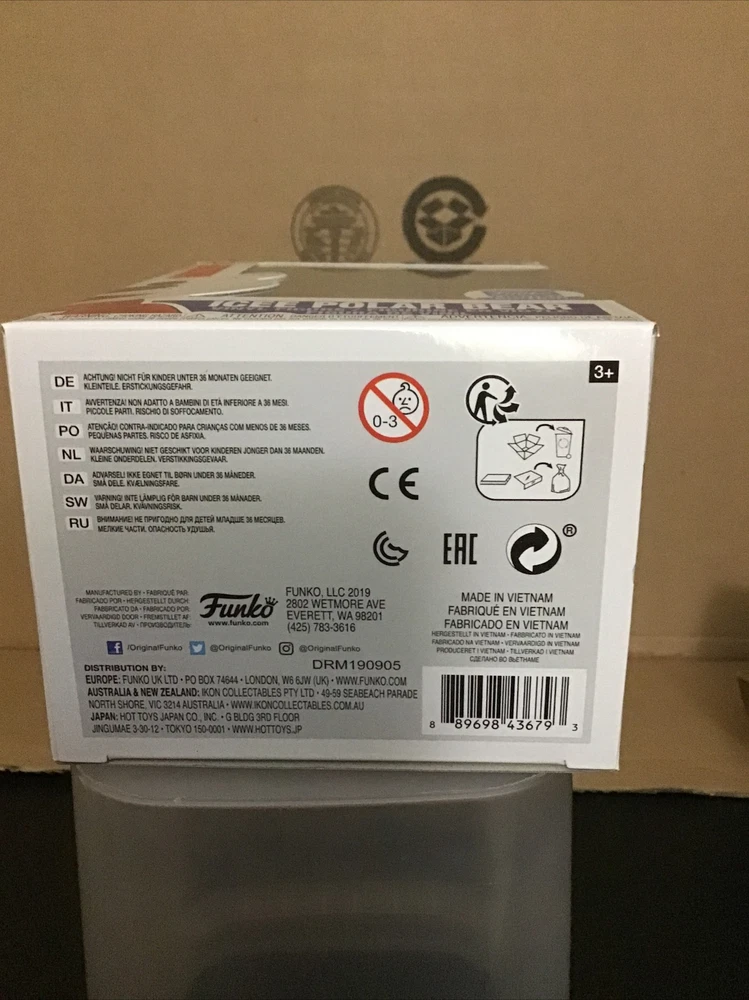 ICEE POLAR BEAR
3+
DE ACHTUNG! NICHT FÜR KINDER UNTER 36 MONATEN GEEIGNET.
KLEINTEILE. ERSTICKUNGSGEFAHR.
IT AVVERTENZA! NON ADATTO A BAMBINI DI ETÀ INFERIORE A 36 MESI.
PICCOLE PARTI. RISCHIO DI SOFFOCAMENTO.
PO ATENÇÃO! CONTRA-INDICADO PARA CRIANÇAS COM MENOS DE 36 MESES.
PEQUENAS PARTES. RISCO DE ASFIXIA.
NL WAARSCHUWING! NIET GESCHIKT VOOR KINDEREN JONGER DAN 36 MAANDEN.
KLEINE ONDERDELEN. VERSTIKKINGSGEVAAR.
DA ADVARSEL! IKKE EGNET TIL BØRN UNDER 36 MÅNEDER.
SMÅ DELE. KVÆLNINGSFARE.
SW VARNING! INTE LÄMPLIG FÖR BARN UNDER 36 MÅNADER.
SMÅ DELAR. KVÄVNINGSRISK.
RU ВНИМАНИЕ! НЕ ПРИГОДНО ДЛЯ ДЕТЕЙ МЛАДШЕ 36 МЕСЯЦЕВ.
МЕЛКИЕ ЧАСТИ. ОПАСНОСТЬ УДУШЬЯ.
0-3
CE
EAC
®
MANUFACTURED BY • FABRIQUÉ PAR
FABRICADO POR • HERGESTELLT DURCH
FABBRICATO DA • FABRICADO POR
VERVAARDIGD DOOR • FREMSTILLET AF
TILLVERKAD AV • ПРОИЗВОДИТЕЛЬ:
Funko
www.funko.com
FUNKO, LLC 2019
2802 WETMORE AVE
EVERETT, WA 98201
(425) 783-3616
/OriginalFunko @OriginalFunko @OriginalFunko
DRM190905
DISTRIBUTION BY:
EUROPE: FUNKO UK LTD • PO BOX 74644 • LONDON, W6 6JW (UK) • WWW.FUNKO.COM
AUSTRALIA & NEW ZEALAND: IKON COLLECTABLES PTY LTD • 49-59 SEABEACH PARADE
NORTH SHORE, VIC 3214 AUSTRALIA • WWW.IKONCOLLECTABLES.COM.AU
JAPAN: HOT TOYS JAPAN CO., INC. • G BLDG 3RD FLOOR
JINGUMAE 3-30-12 • TOKYO 150-0001 • WWW.HOTTOYS.JP
MADE IN VIETNAM
FABRIQUÉ EN VIETNAM
FABRICADO EN VIETNAM
HERGESTELLT IN VIETNAM • FABBRICATO IN VIETNAM
FABRICADO NA VIETNAM • VERVAARDIGD IN VIETNAM
PRODUCERET I VIETNAM • TILLVERKAD I VIETNAM
СДЕЛАНО ВО ВЬЕТНАМЕ
8 89698 43679 3